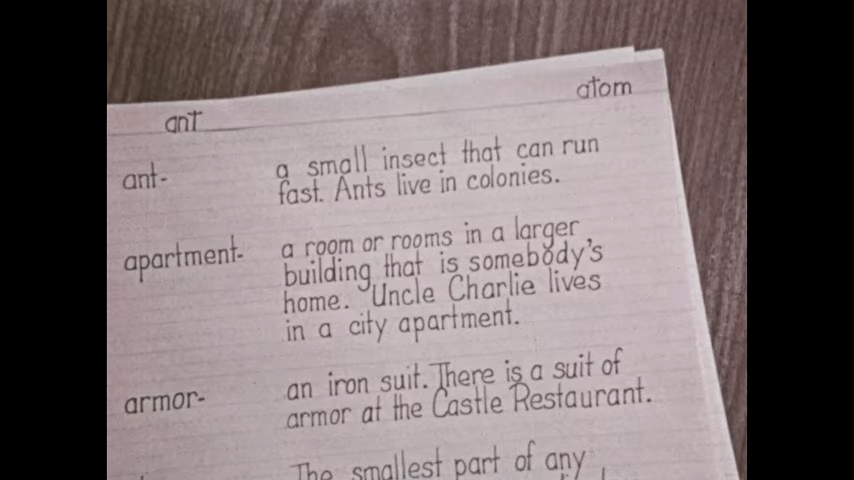 ant atom
ant- a small insect that can run
fast. Ants live in colonies.
apartment- a room or rooms in a larger
building that is somebody's
home. Uncle Charlie lives
in a city apartment.
armor- an iron suit. There is a suit of
armor at the Castle Restaurant.
The smallest part of any